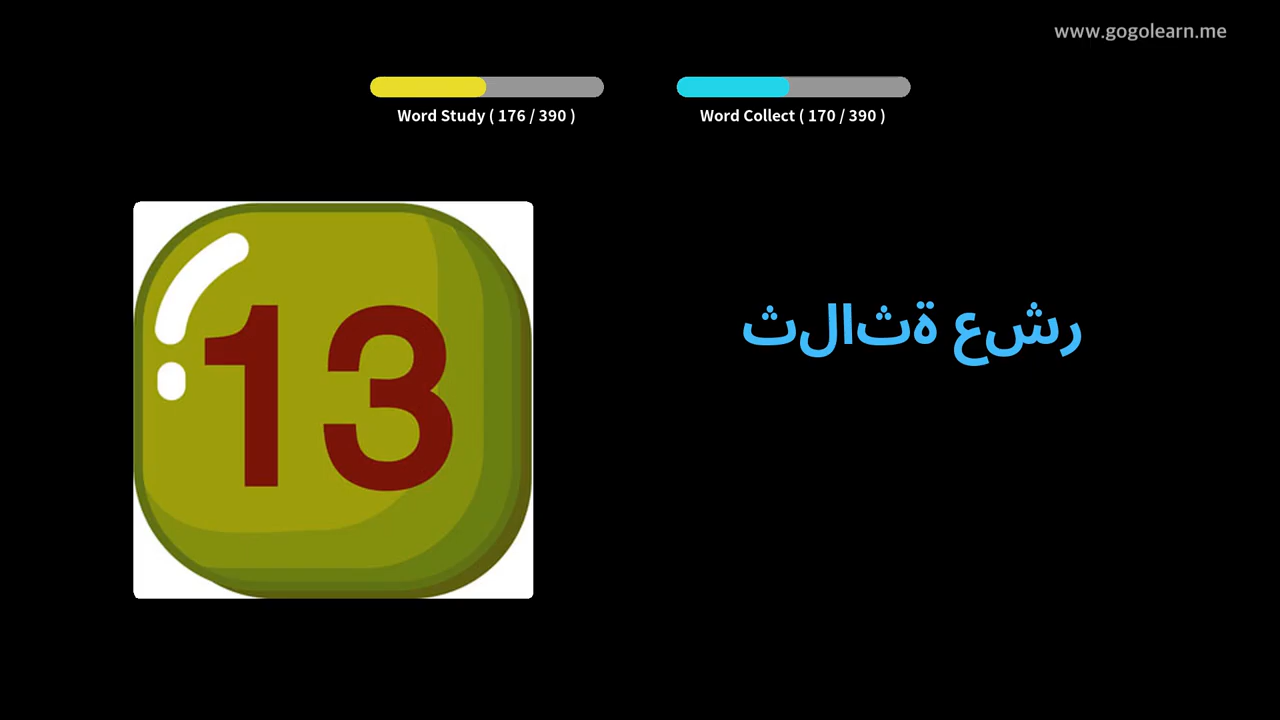 www.gogolearn.me
Word Study ( 176 / 390 )
Word Collect ( 170 / 390 )
13
ثلاثة عشر